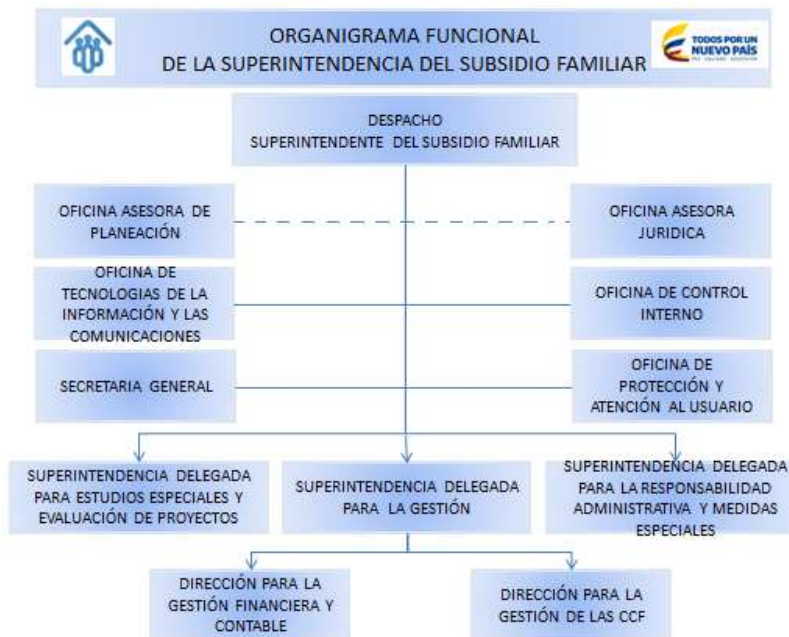 ORGANIGRAMA FUNCIONAL
DE LA SUPERINTENDENCIA DEL SUBSIDIO FAMILIAR
TODOS POR UN
NUEVO PAÍS
PAZ EQUIDAD EDUCACIÓN
DESPACHO
SUPERINTENDENTE DEL SUBSIDIO FAMILIAR
OFICINA ASESORA DE
PLANEACIÓN
OFICINA ASESORA
JURIDICA
OFICINA DE
TECNOLOGIAS DE LA
INFORMACIÓN Y LAS
COMUNICACIONES
OFICINA DE CONTROL
INTERNO
SECRETARIA GENERAL
OFICINA DE
PROTECCIÓN Y
ATENCIÓN AL USUARIO
SUPERINTENDENCIA DELEGADA
PARA ESTUDIOS ESPECIALES Y
EVALUACIÓN DE PROYECTOS
SUPERINTENDENCIA DELEGADA
PARA LA GESTIÓN
SUPERINTENDENCIA DELEGADA
PARA LA RESPONSABILIDAD
ADMINISTRATIVA Y MEDIDAS
ESPECIALES
DIRECCIÓN PARA LA
GESTIÓN FINANCIERA Y
CONTABLE
DIRECCIÓN PARA LA
GESTIÓN DE LAS CCF